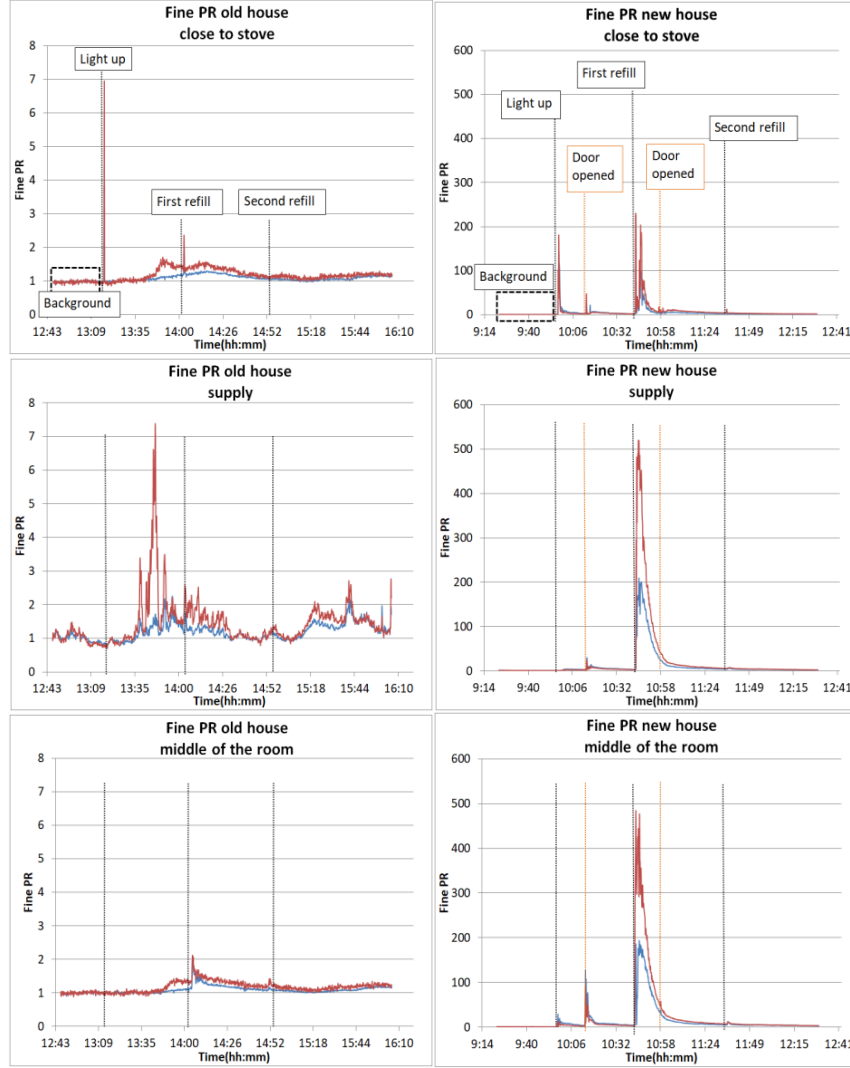 Fine PR old house
close to stove
8
7
6
5
4
3
2
1
0
Fine PR
Light up
First refill
Second refill
Background
12:43 13:09 13:35 14:00 14:26 14:52 15:18 15:44 16:10
Time(hh:mm)
Fine PR new house
close to stove
600
500
400
300
200
100
0
Fine PR
First refill
Light up
Second refill
Door
opened
Door
opened
Background
9:14 9:40 10:06 10:32 10:58 11:24 11:49 12:15 12:41
Time(hh:mm)
Fine PR old house
supply
8
7
6
5
4
3
2
1
0
Fine PR
12:43 13:09 13:35 14:00 14:26 14:52 15:18 15:44 16:10
Time(hh:mm)
Fine PR new house
supply
600
500
400
300
200
100
0
Fine PR
9:14 9:40 10:06 10:32 10:58 11:24 11:49 12:15 12:41
Time(hh:mm)
Fine PR old house
middle of the room
8
7
6
5
4
3
2
1
0
Fine PR
12:43 13:09 13:35 14:00 14:26 14:52 15:18 15:44 16:10
Time(hh:mm)
Fine PR new house
middle of the room
600
500
400
300
200
100
0
Fine PR
9:14 9:40 10:06 10:32 10:58 11:24 11:49 12:15 12:41
Time(hh:mm)